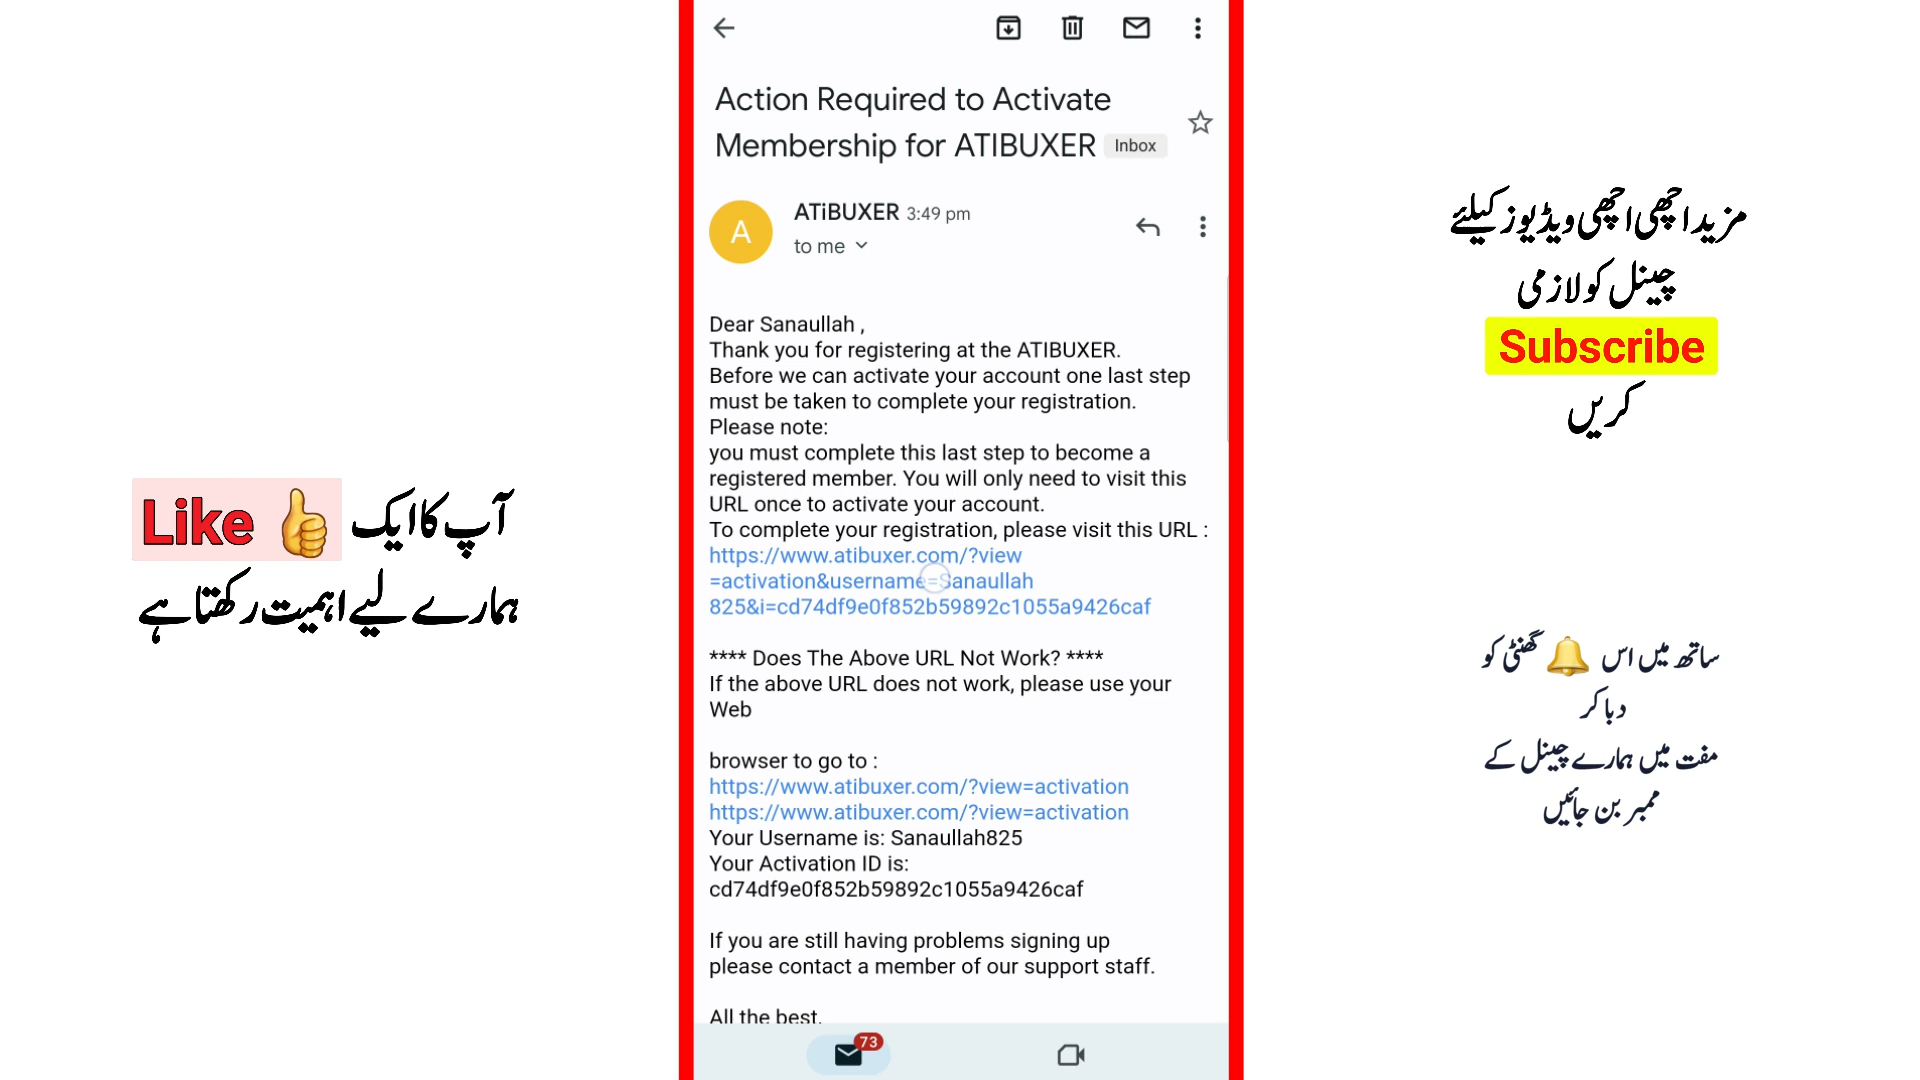 Action Required to Activate
Membership for ATIBUXER Inbox
A
ATiBUXER 3:49 pm
to me
Dear Sanaullah ,
Thank you for registering at the ATIBUXER.
Before we can activate your account one last step
must be taken to complete your registration.
Please note:
you must complete this last step to become a
registered member. You will only need to visit this
URL once to activate your account.
To complete your registration, please visit this URL :
https://www.atibuxer.com/?view
=activation&username=Sanaullah
825&i=cd74df9e0f852b59892c1055a9426caf
**** Does The Above URL Not Work? ****
If the above URL does not work, please use your
Web
browser to go to :
https://www.atibuxer.com/?view=activation
https://www.atibuxer.com/?view=activation
Your Username is: Sanaullah825
Your Activation ID is:
cd74df9e0f852b59892c1055a9426caf
If you are still having problems signing up
please contact a member of our support staff.
All the best,
73
آپ کا ایک Like
ہمارے لیے اہمیت رکھتا ہے
مزید اچھی اچھی ویڈیوز کیلئے
چینل کو لازمی
Subscribe
کریں
ساتھ میں اس گھنٹی کو
دبا کر
مفت میں ہمارے چینل کے
ممبر بن جائیں